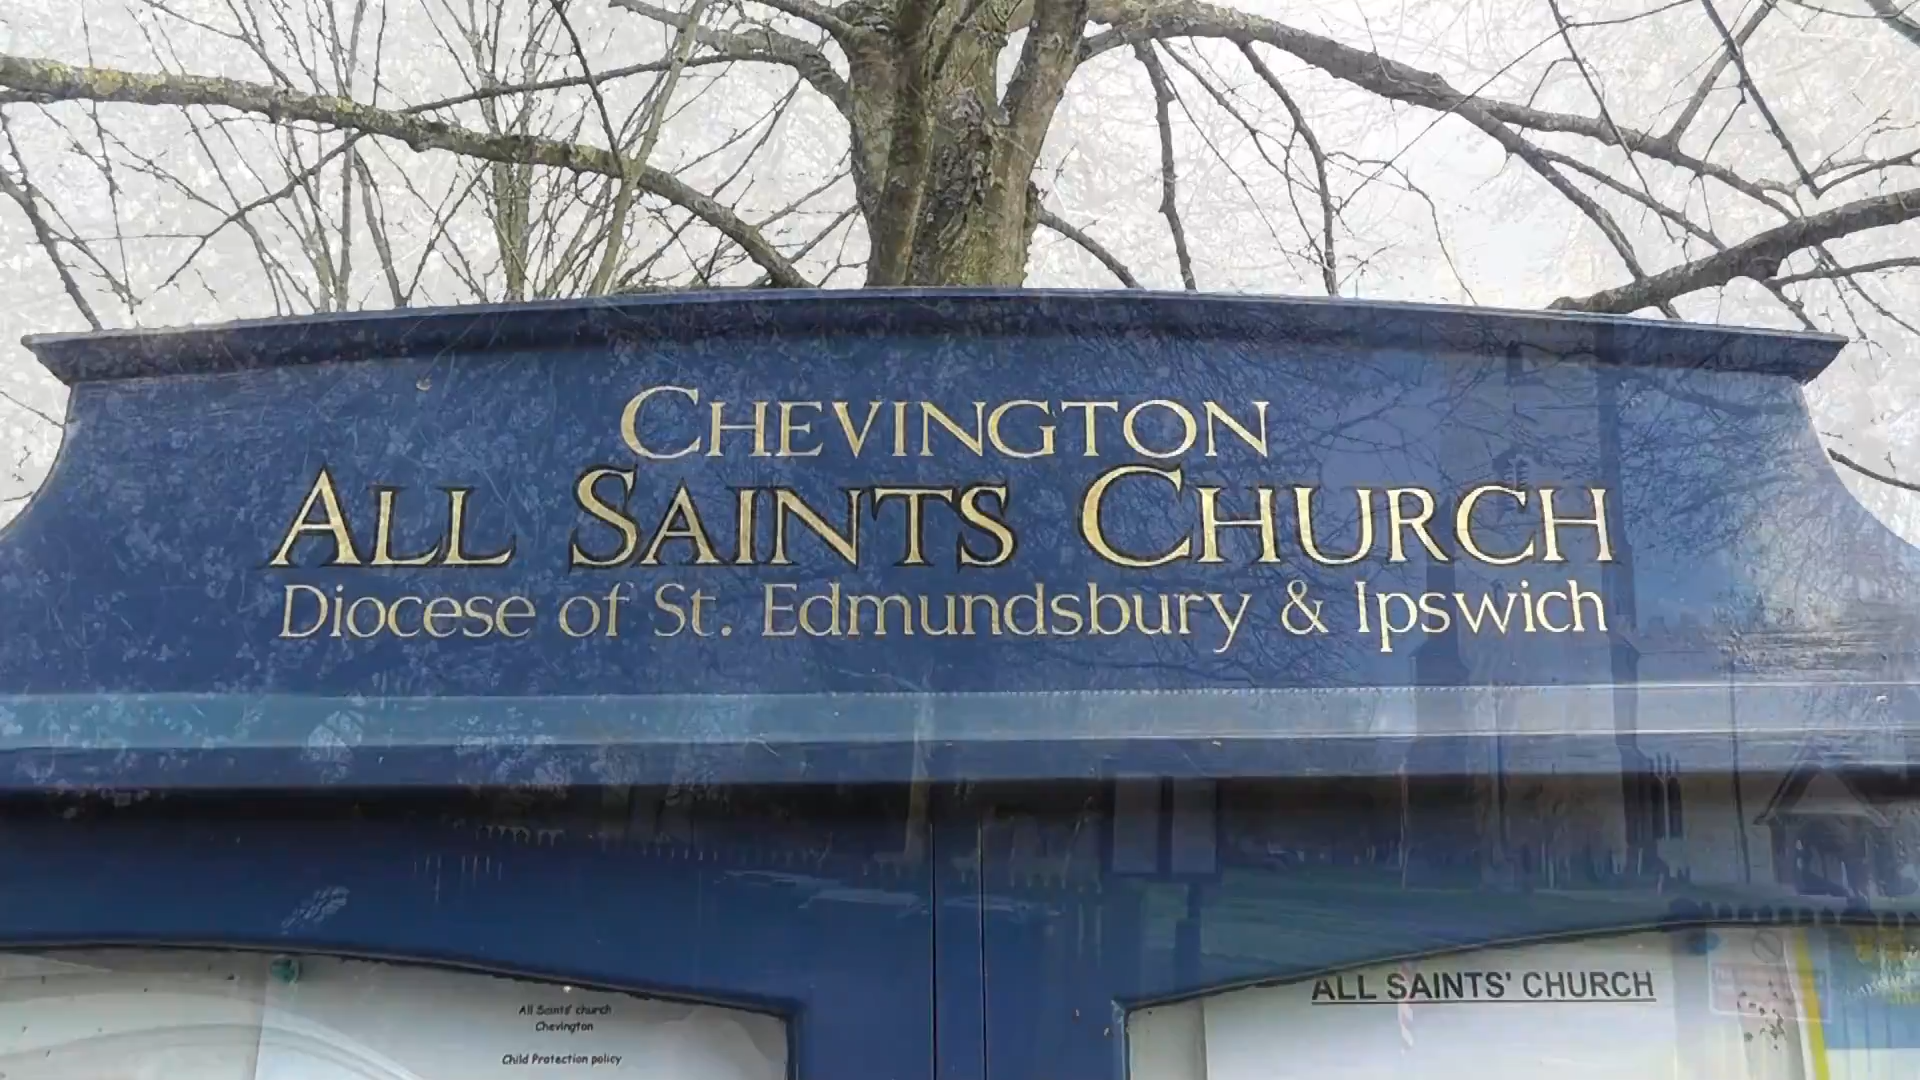 CHEVINGTON
ALL SAINTS CHURCH
Diocese of St. Edmundsbury & Ipswich
All Saints' church
Chevington
Child Protection policy
ALL SAINTS' CHURCH